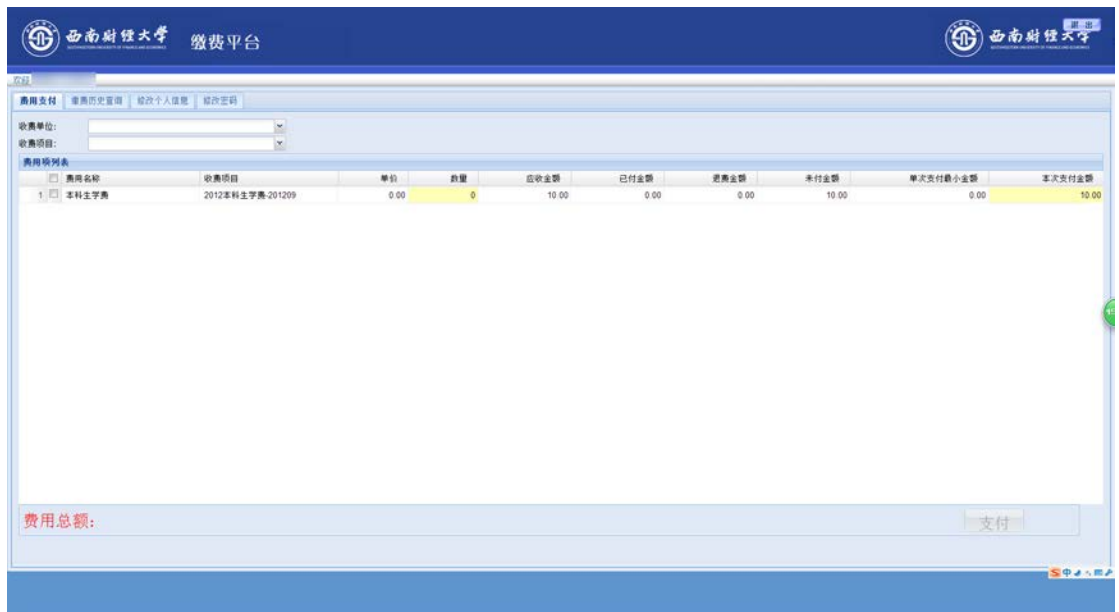 西南财经大学 缴费平台 西南财经大学 退 出
欢迎
费用支付 缴费历史查询 修改个人信息 修改密码
收费单位:
收费项目:
费用项列表
费用名称 收费项目 单价 数量 应收金额 已付金额 退费金额 未付金额 单次支付最小金额 本次支付金额
1 本科生学费 2012本科生学费-201209 0.00 0 10.00 0.00 0.00 10.00 0.00 10.00
费用总额: 支付
中